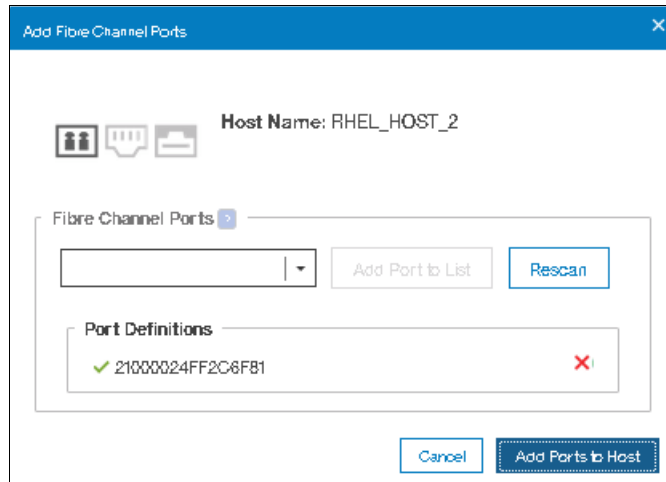 Add Fibre Channel Ports
Host Name: RHEL_HOST_2
Fibre Channel Ports ?
Add Port to List
Rescan
Port Definitions
21000024FF2C6F81
Cancel
Add Ports to Host